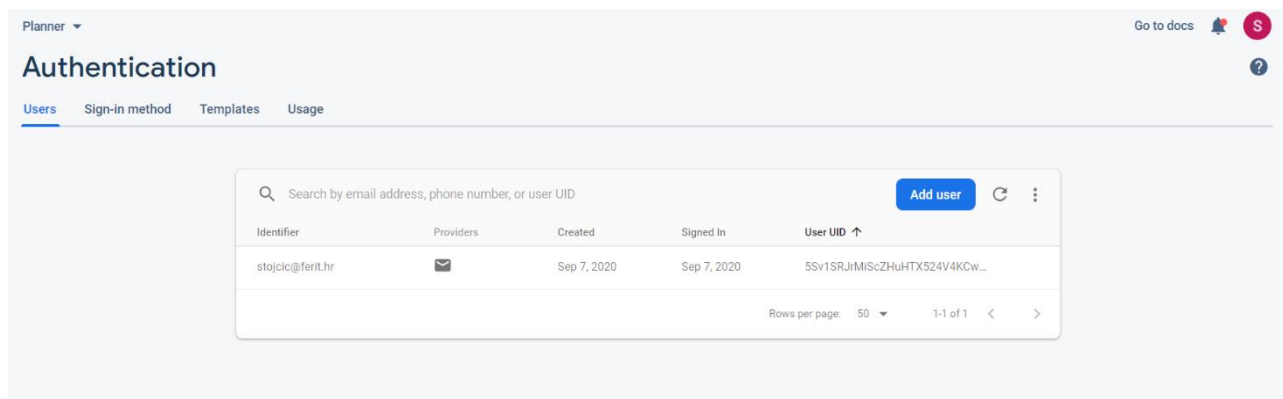 Planner
Go to docs
S
Authentication
?
Users Sign-in method Templates Usage
Search by email address, phone number, or user UID
Add user
Identifier Providers Created Signed In User UID
stojcic@ferit.hr Sep 7, 2020 Sep 7, 2020 5Sv1SRJrMiScZHuHTX524V4KCw...
Rows per page: 50 1-1 of 1